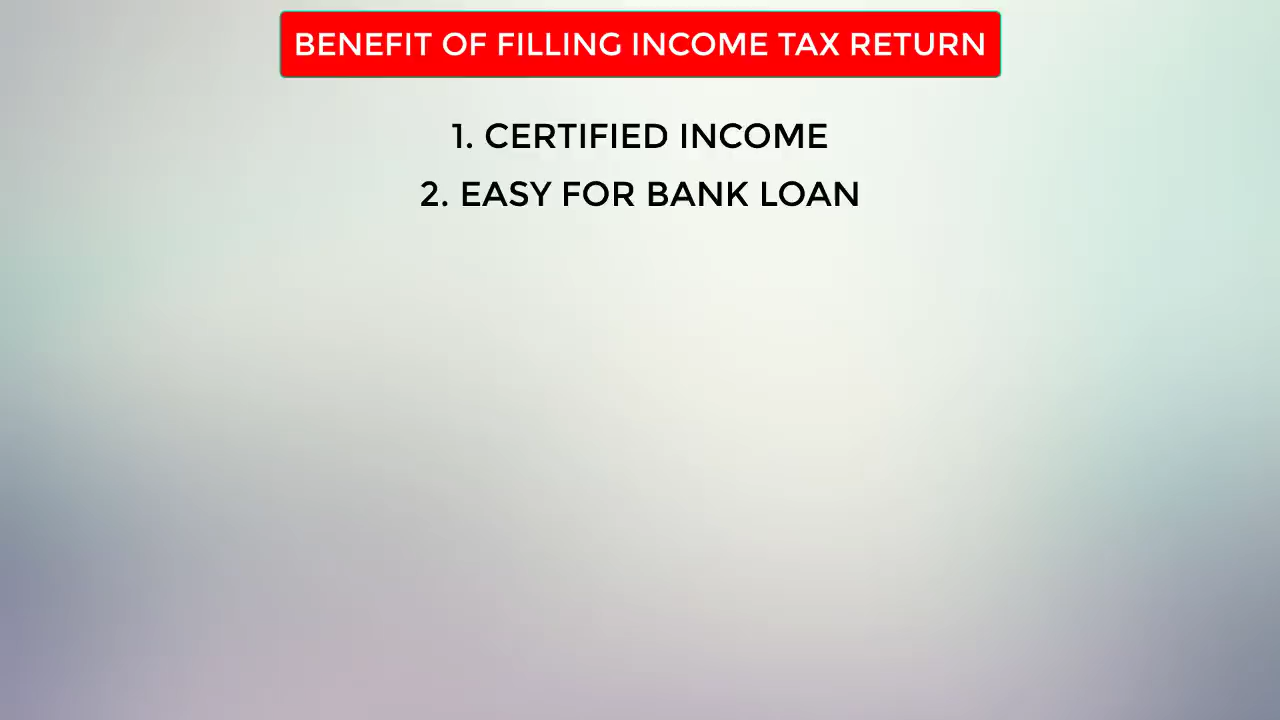 BENEFIT OF FILLING INCOME TAX RETURN
1. CERTIFIED INCOME
2. EASY FOR BANK LOAN